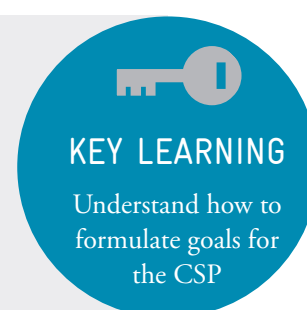 KEY LEARNING
Understand how to
formulate goals for
the CSP